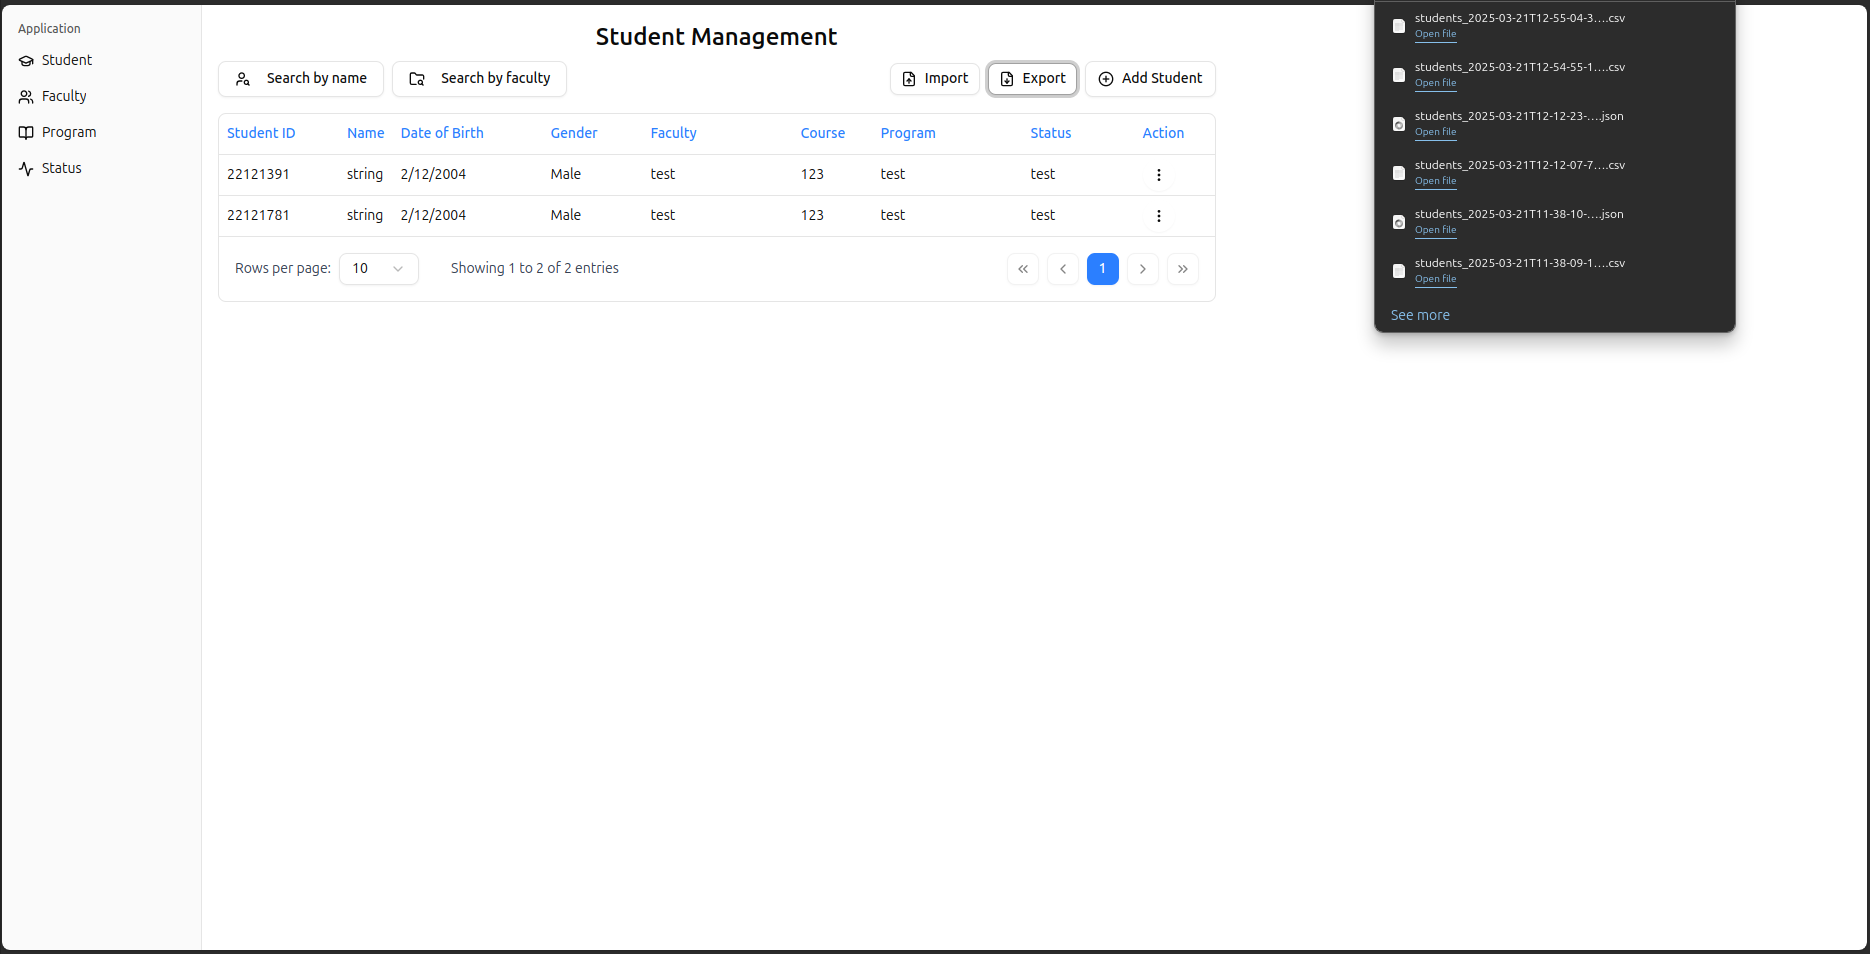 Application
Student
Faculty
Program
Status
Student Management
Search by name
Search by faculty
Import
Export
Add Student
Student ID Name Date of Birth Gender Faculty Course Program Status Action
22121391 string 2/12/2004 Male test 123 test test
22121781 string 2/12/2004 Male test 123 test test
Rows per page: 10 Showing 1 to 2 of 2 entries 1
students_2025-03-21T12-55-04-3....csv
Open file
students_2025-03-21T12-54-55-1....csv
Open file
students_2025-03-21T12-12-23-....json
Open file
students_2025-03-21T12-12-07-7....csv
Open file
students_2025-03-21T11-38-10-....json
Open file
students_2025-03-21T11-38-09-1....csv
Open file
See more